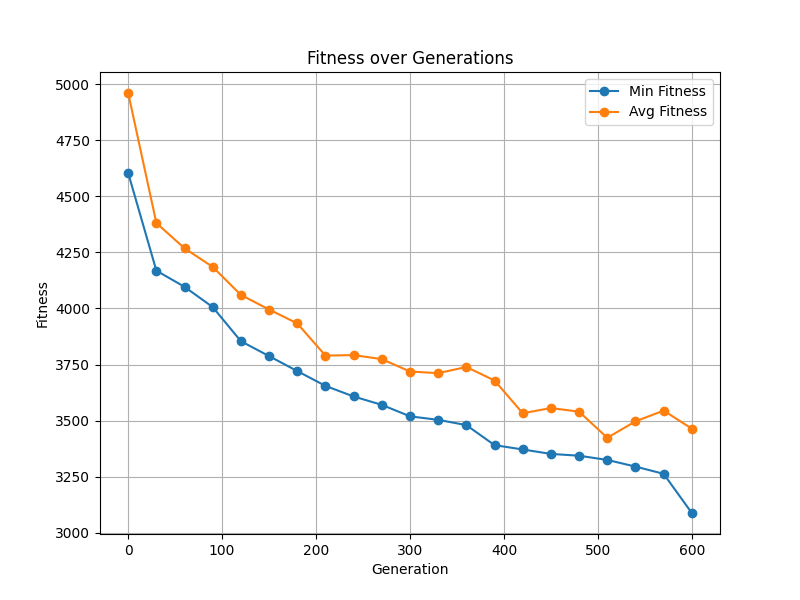 Fitness over Generations
Min Fitness
Avg Fitness
5000
4750
4500
4250
4000
3750
3500
3250
3000
Fitness
0 100 200 300 400 500 600
Generation